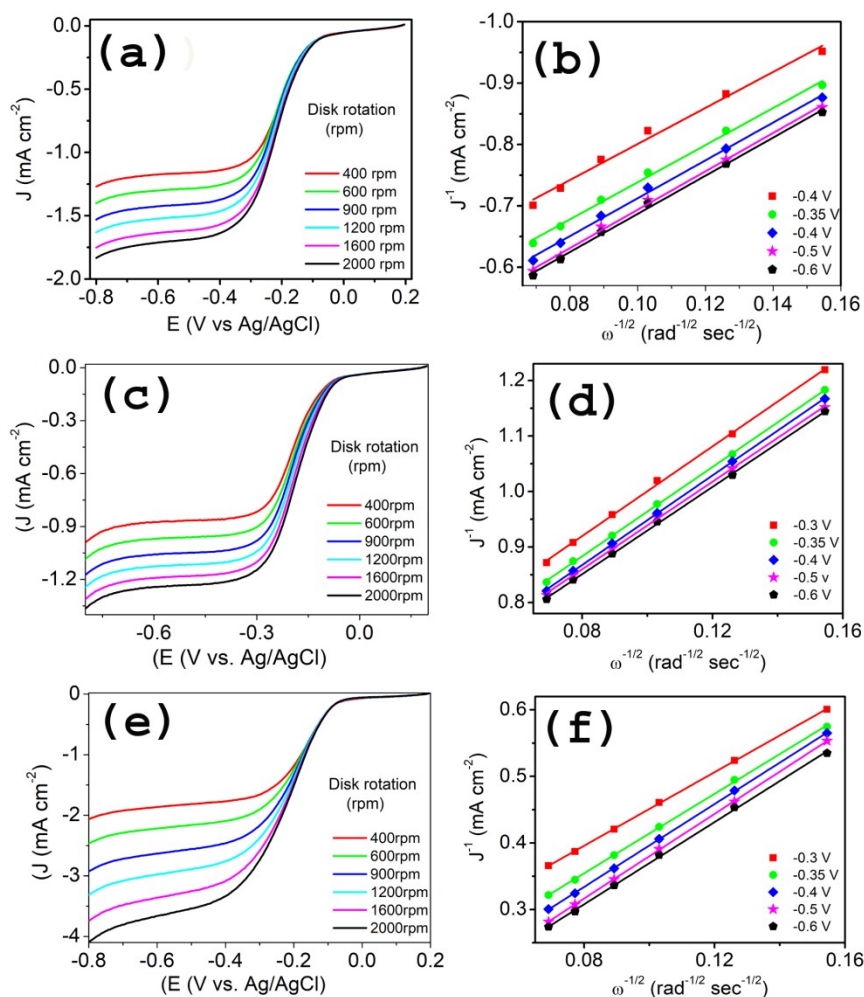 (a)
0.0
-0.5
-1.0
-1.5
-2.0
J (mA cm⁻²)
Disk rotation
(rpm)
400 rpm
600 rpm
900 rpm
1200 rpm
1600 rpm
2000 rpm
-0.8 -0.6 -0.4 -0.2 0.0 0.2
E (V vs Ag/AgCl)
(b)
-1.0
-0.9
-0.8
-0.7
-0.6
J⁻¹ (mA cm⁻²)
-0.4 V
-0.35 V
-0.4 V
-0.5 V
-0.6 V
0.08 0.10 0.12 0.14 0.16
ω⁻¹/² (rad⁻¹/² sec⁻¹/²)
(c)
0.0
-0.3
-0.6
-0.9
-1.2
(J (mA cm⁻²)
Disk rotation
(rpm)
400rpm
600rpm
900rpm
1200rpm
1600rpm
2000rpm
-0.6 -0.3 0.0
(E (V vs. Ag/AgCl)
(d)
1.2
1.1
1.0
0.9
0.8
J⁻¹ (mA cm⁻²)
-0.3 V
-0.35 V
-0.4 V
-0.5 v
-0.6 V
0.08 0.12 0.16
ω⁻¹/² (rad⁻¹/² sec⁻¹/²)
(e)
0
-1
-2
-3
-4
(J (mA cm⁻²)
Disk rotation
(rpm)
400rpm
600rpm
900rpm
1200rpm
1600rpm
2000rpm
-0.8 -0.6 -0.4 -0.2 0.0 0.2
(E (V vs. Ag/AgCl)
(f)
0.6
0.5
0.4
0.3
J⁻¹ (mA cm⁻²)
-0.3 V
-0.35 V
-0.4 V
-0.5 V
-0.6 V
0.08 0.12 0.16
ω⁻¹/² (rad⁻¹/² sec⁻¹/²)